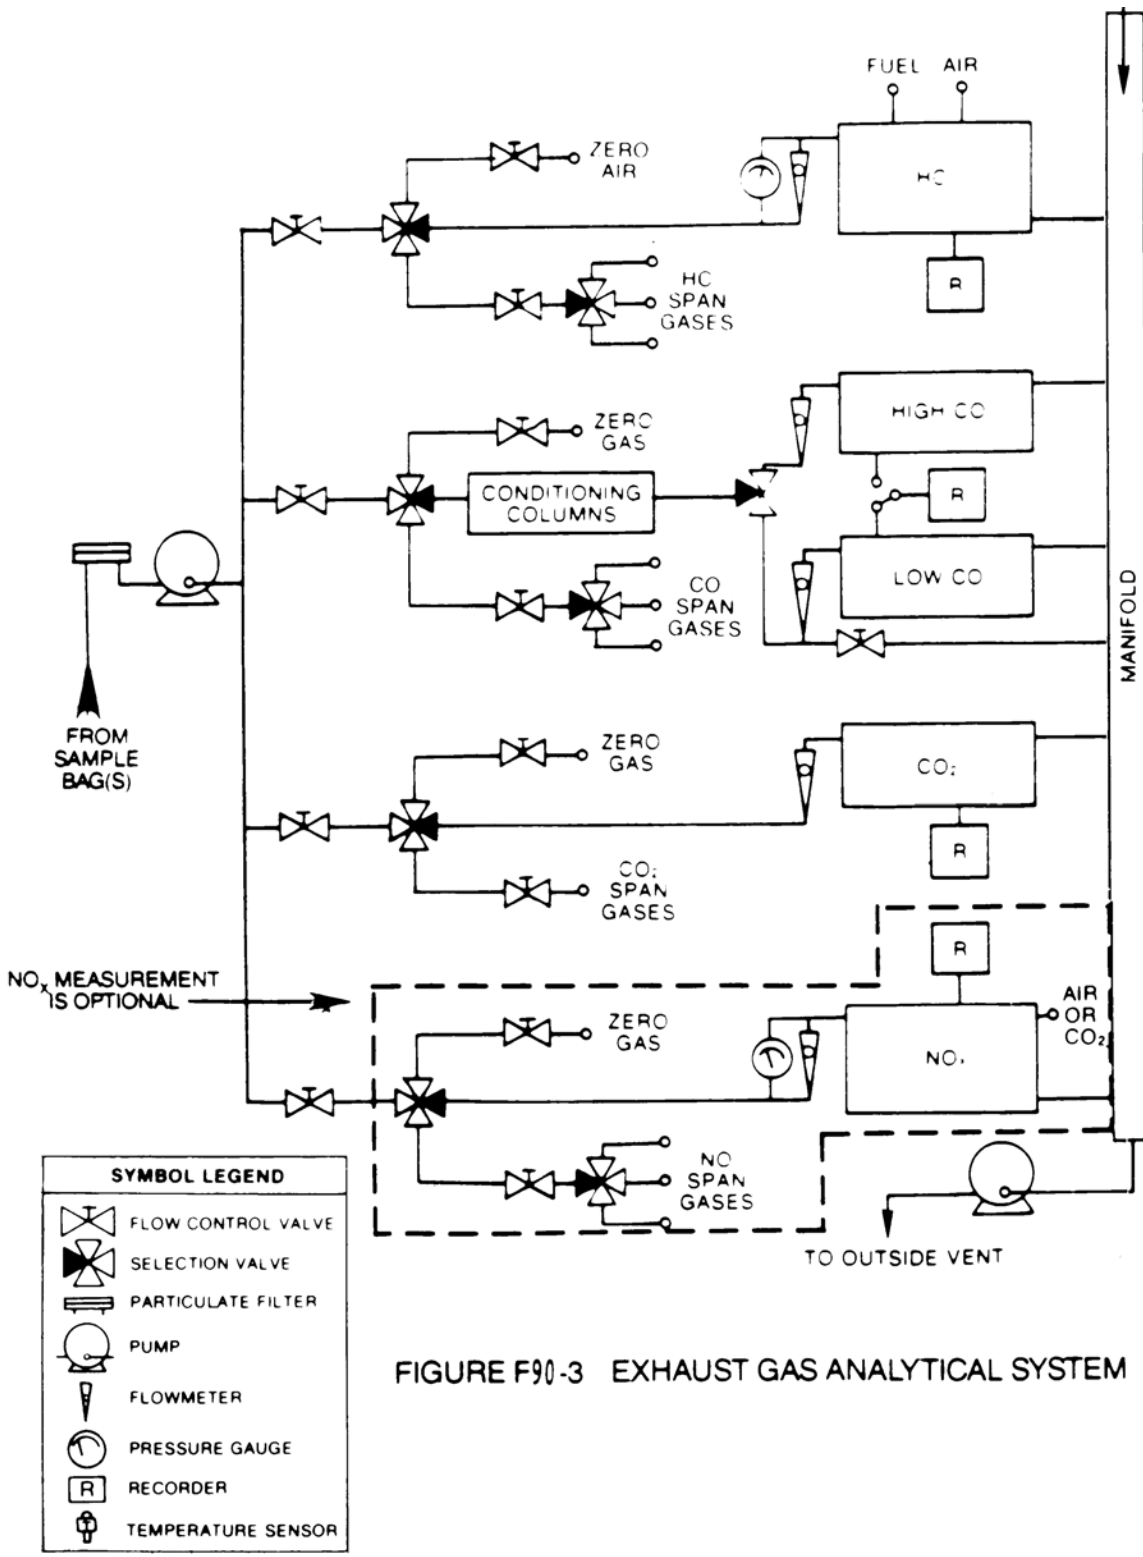 FUEL AIR
ZERO
AIR
HC
R
HC
SPAN
GASES
ZERO
GAS
HIGH CO
CONDITIONING
COLUMNS
R
LOW CO
CO
SPAN
GASES
MANIFOLD
FROM
SAMPLE
BAG(S)
ZERO
GAS
CO₂
R
CO₂
SPAN
GASES
R
NOₓ MEASUREMENT
IS OPTIONAL
ZERO
GAS
AIR
OR
CO₂
NOₓ
NO
SPAN
GASES
TO OUTSIDE VENT
SYMBOL LEGEND
FLOW CONTROL VALVE
SELECTION VALVE
PARTICULATE FILTER
PUMP
FLOWMETER
PRESSURE GAUGE
R RECORDER
T TEMPERATURE SENSOR
FIGURE F90-3 EXHAUST GAS ANALYTICAL SYSTEM